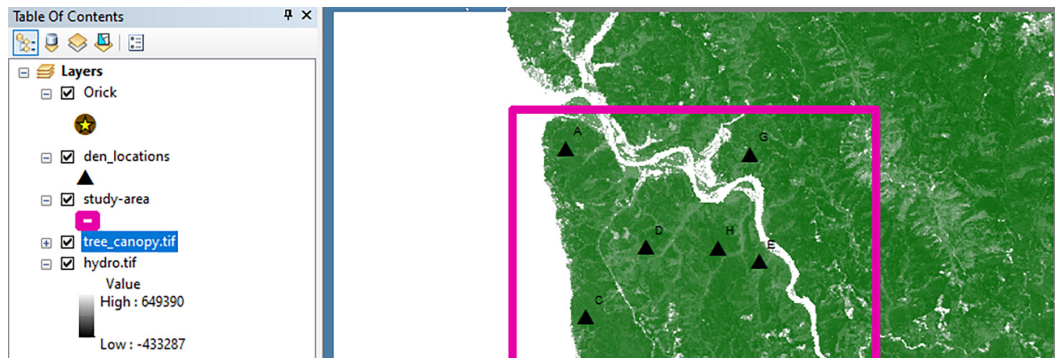 Table Of Contents
Layers
Orick
den_locations
study-area
tree_canopy.tif
hydro.tif
Value
High : 649390
Low : -433287
A
G
D
H
E
C